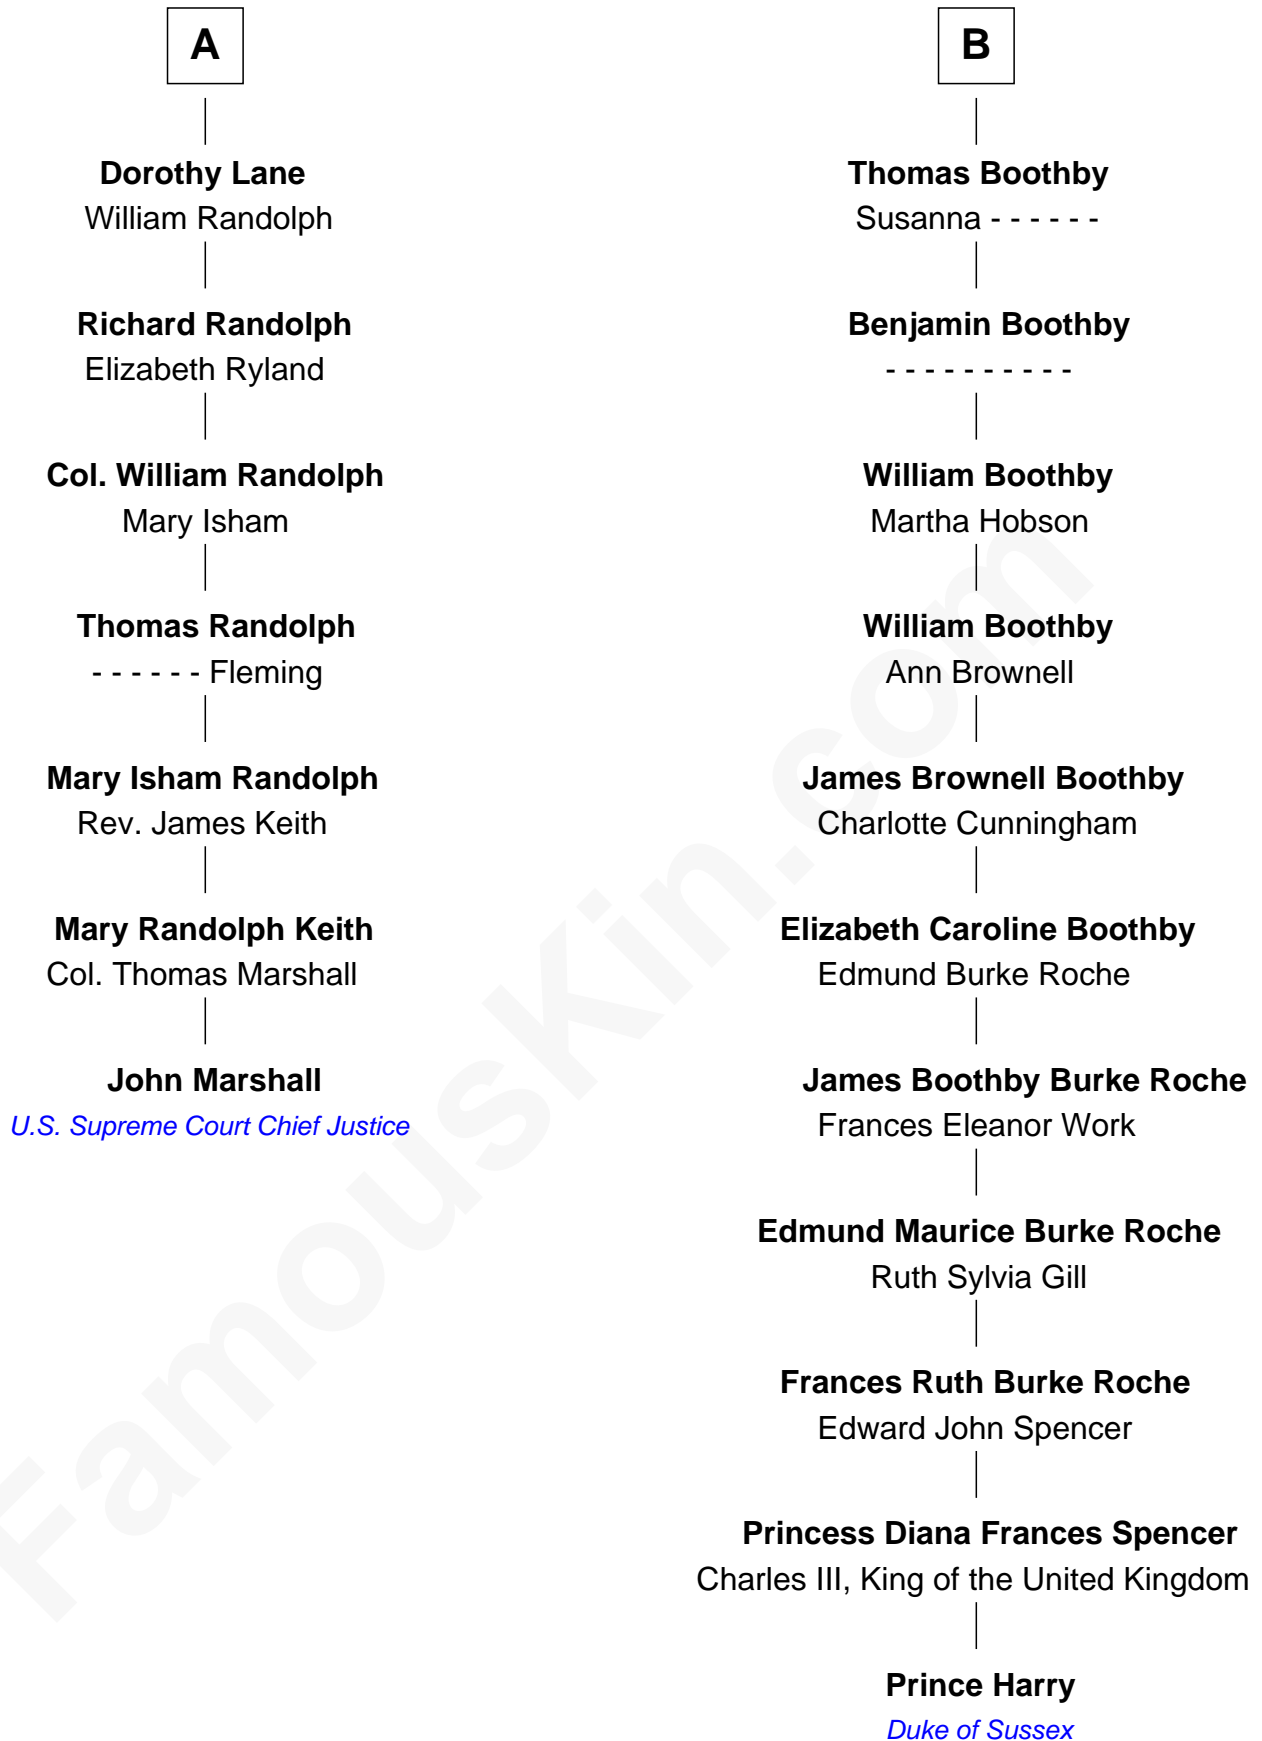 A
Dorothy Lane
William Randolph
Richard Randolph
Elizabeth Ryland
Col. William Randolph
Mary Isham
Thomas Randolph
- - - - - - Fleming
Mary Isham Randolph
Rev. James Keith
Mary Randolph Keith
Col. Thomas Marshall
John Marshall
U.S. Supreme Court Chief Justice
B
Thomas Boothby
Susanna - - - - - -
Benjamin Boothby
- - - - - - - - - -
William Boothby
Martha Hobson
William Boothby
Ann Brownell
James Brownell Boothby
Charlotte Cunningham
Elizabeth Caroline Boothby
Edmund Burke Roche
James Boothby Burke Roche
Frances Eleanor Work
Edmund Maurice Burke Roche
Ruth Sylvia Gill
Frances Ruth Burke Roche
Edward John Spencer
Princess Diana Frances Spencer
Charles III, King of the United Kingdom
Prince Harry
Duke of Sussex
FamousKin.com